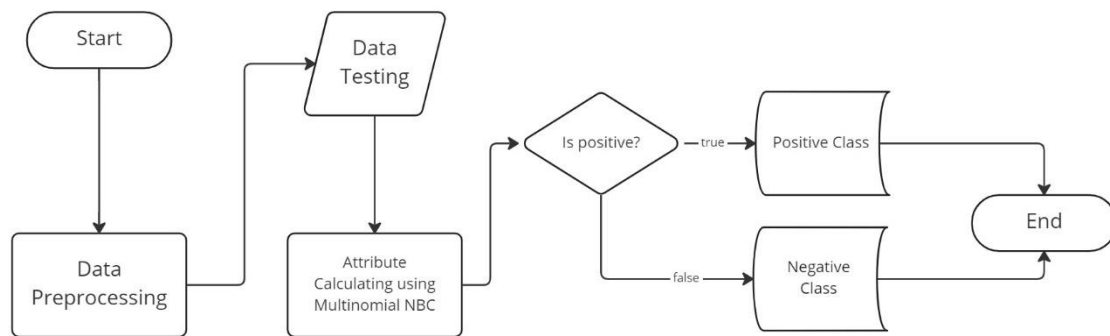 Start
Data
Preprocessing
Data
Testing
Attribute
Calculating using
Multinomial NBC
Is positive?
true
Positive Class
false
Negative
Class
End